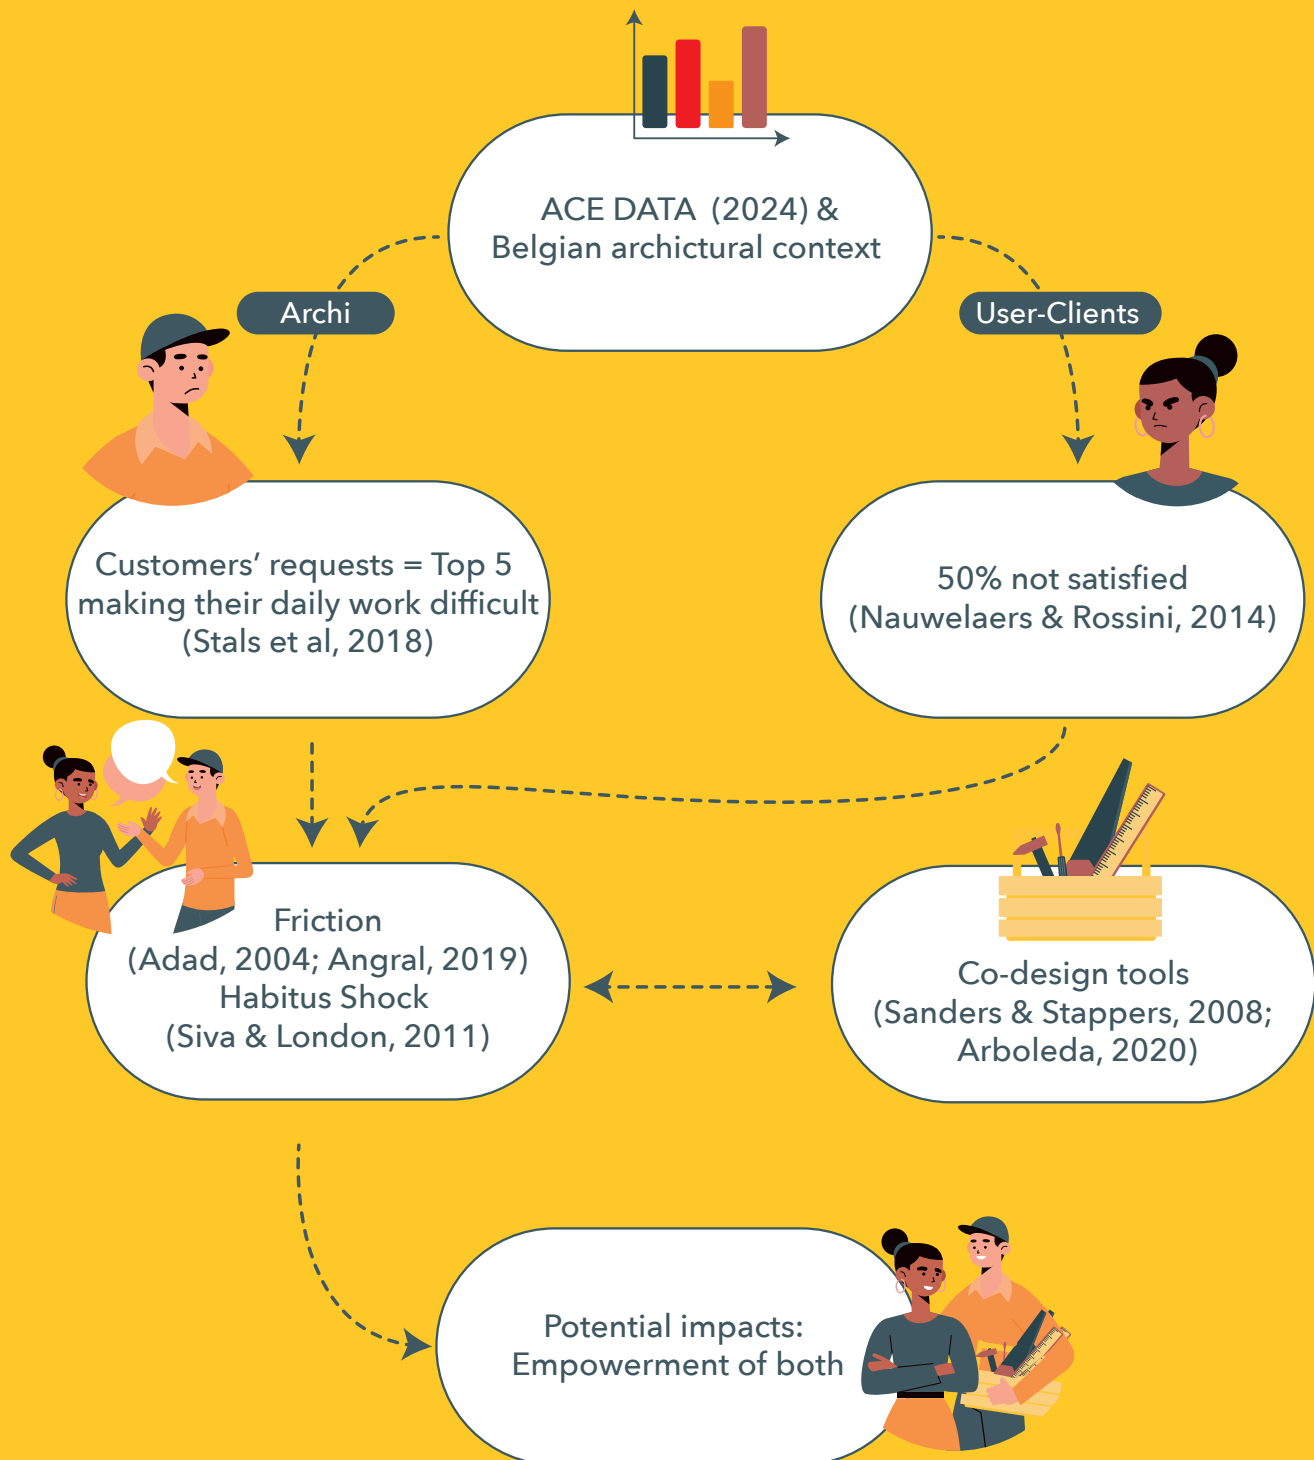 ACE DATA (2024) &
Belgian archictural context
Archi
User-Clients
Customers’ requests = Top 5
making their daily work difficult
(Stals et al, 2018)
50% not satisfied
(Nauwelaers & Rossini, 2014)
Friction
(Adad, 2004; Angral, 2019)
Habitus Shock
(Siva & London, 2011)
Co-design tools
(Sanders & Stappers, 2008;
Arboleda, 2020)
Potential impacts:
Empowerment of both